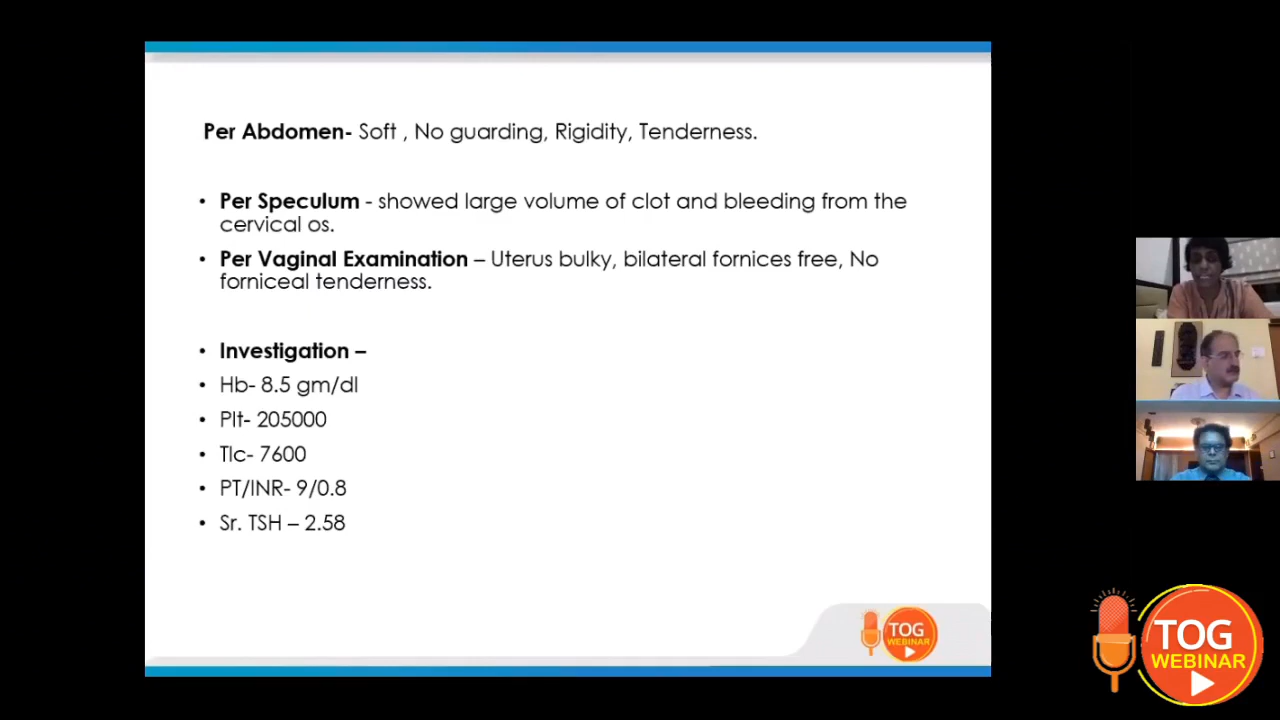 Per Abdomen- Soft , No guarding, Rigidity, Tenderness.
• Per Speculum - showed large volume of clot and bleeding from the
cervical os.
• Per Vaginal Examination – Uterus bulky, bilateral fornices free, No
forniceal tenderness.
• Investigation –
• Hb- 8.5 gm/dl
• Plt- 205000
• Tlc- 7600
• PT/INR- 9/0.8
• Sr. TSH – 2.58
TOG
WEBINAR
TOG
WEBINAR